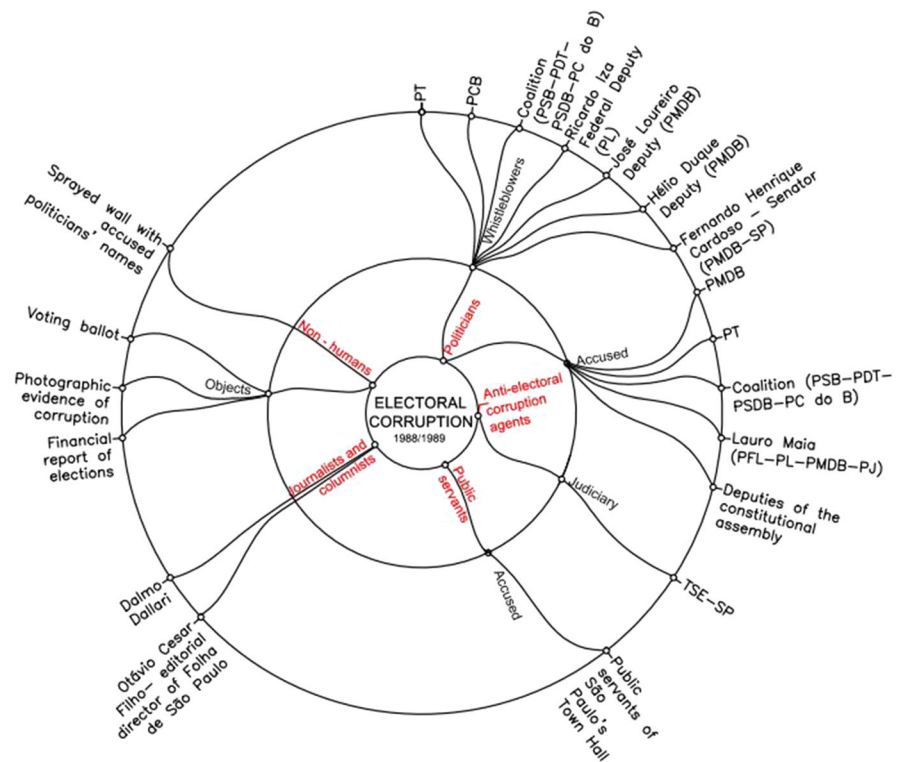 PT
PCB
Coalition
(PSB-PDT-
PSDB-PC do B)
Ricardo Iza
Federal Deputy
(PL)
José Loureiro
Deputy (PMDB)
Hélio Duque
Deputy (PMDB)
Fernando Henrique
Cardoso - Senator
(PMDB-SP)
PMDB
PT
Coalition (PSB-PDT-
PSDB-PC do B)
Lauro Maia
(PFL-PL-PMDB-PJ)
Deputies of the
constitutional
assembly
TSE-SP
Public
servants of
São
Paulo's
Town Hall
Otávio Cesar
Filho- editorial
director of Folha
de São Paulo
Dalmo
Dallari
Financial
report of
elections
Photographic
evidence of
corruption
Voting ballot
Sprayed wall with
accused
politicians' names
Whistleblowers
Accused
Judiciary
Accused
Objects
Politicians
Anti-electoral
corruption
agents
Public
servants
Journalists and
columnists
Non - humans
ELECTORAL
CORRUPTION
1988/1989